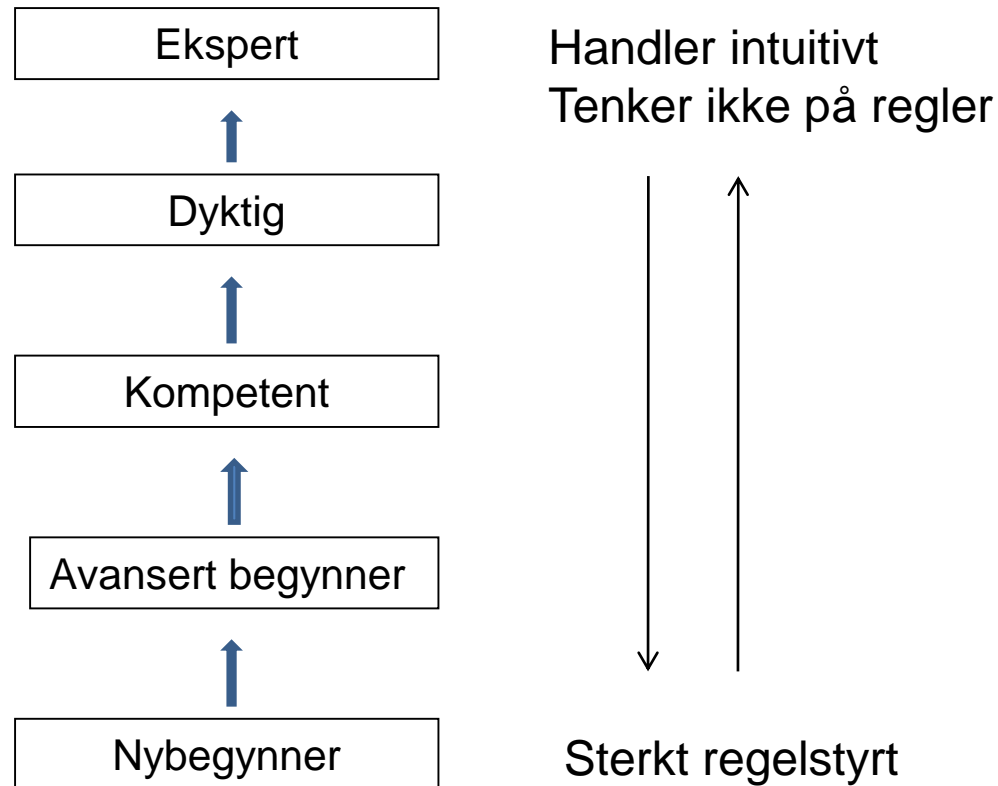 Ekspert
Handler intuitivt
Tenker ikke på regler
Dyktig
Kompetent
Avansert begynner
Nybegynner
Sterkt regelstyrt